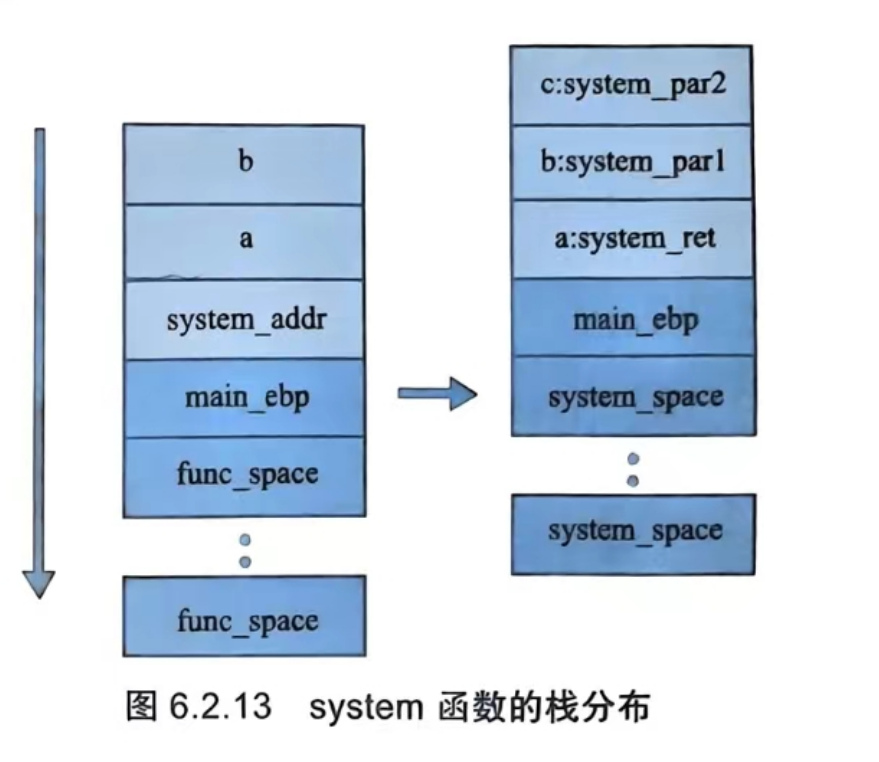 b
a
system_addr
main_ebp
func_space
func_space
c:system_par2
b:system_par1
a:system_ret
main_ebp
system_space
system_space
图 6.2.13 system 函数的栈分布